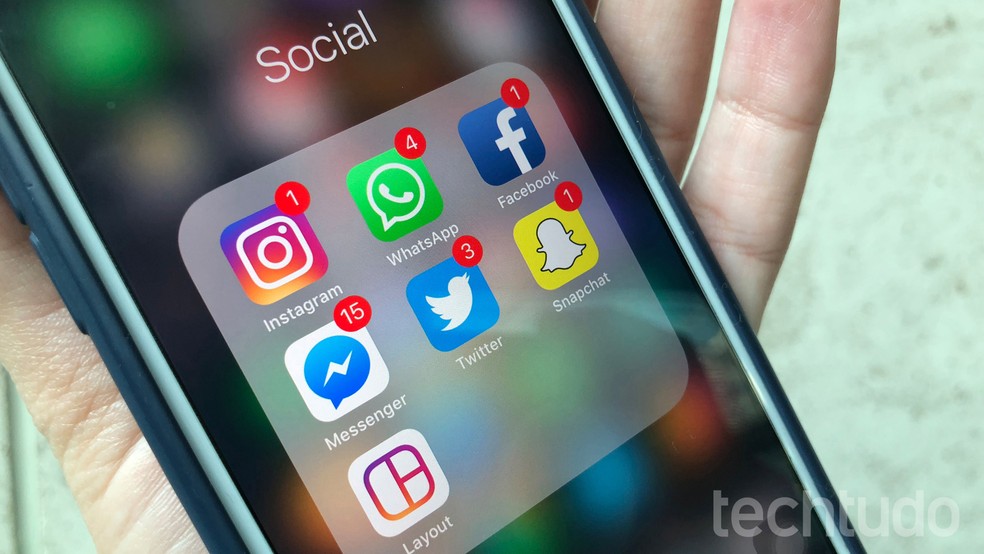 Social
1
4
1
Instagram
WhatsApp
Facebook
15
3
1
Messenger
Twitter
Snapchat
Layout
techtudo